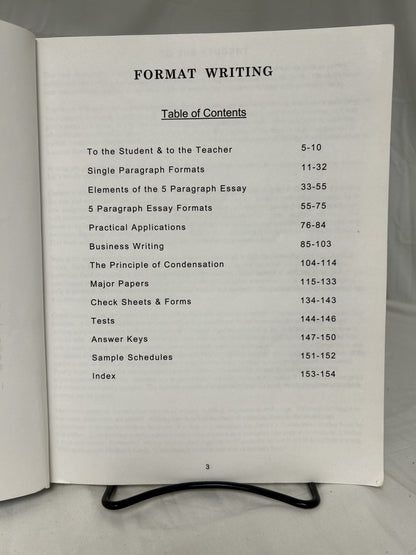 FORMAT WRITING
Table of Contents
To the Student & to the Teacher 5-10
Single Paragraph Formats 11-32
Elements of the 5 Paragraph Essay 33-55
5 Paragraph Essay Formats 55-75
Practical Applications 76-84
Business Writing 85-103
The Principle of Condensation 104-114
Major Papers 115-133
Check Sheets & Forms 134-143
Tests 144-146
Answer Keys 147-150
Sample Schedules 151-152
Index 153-154
3